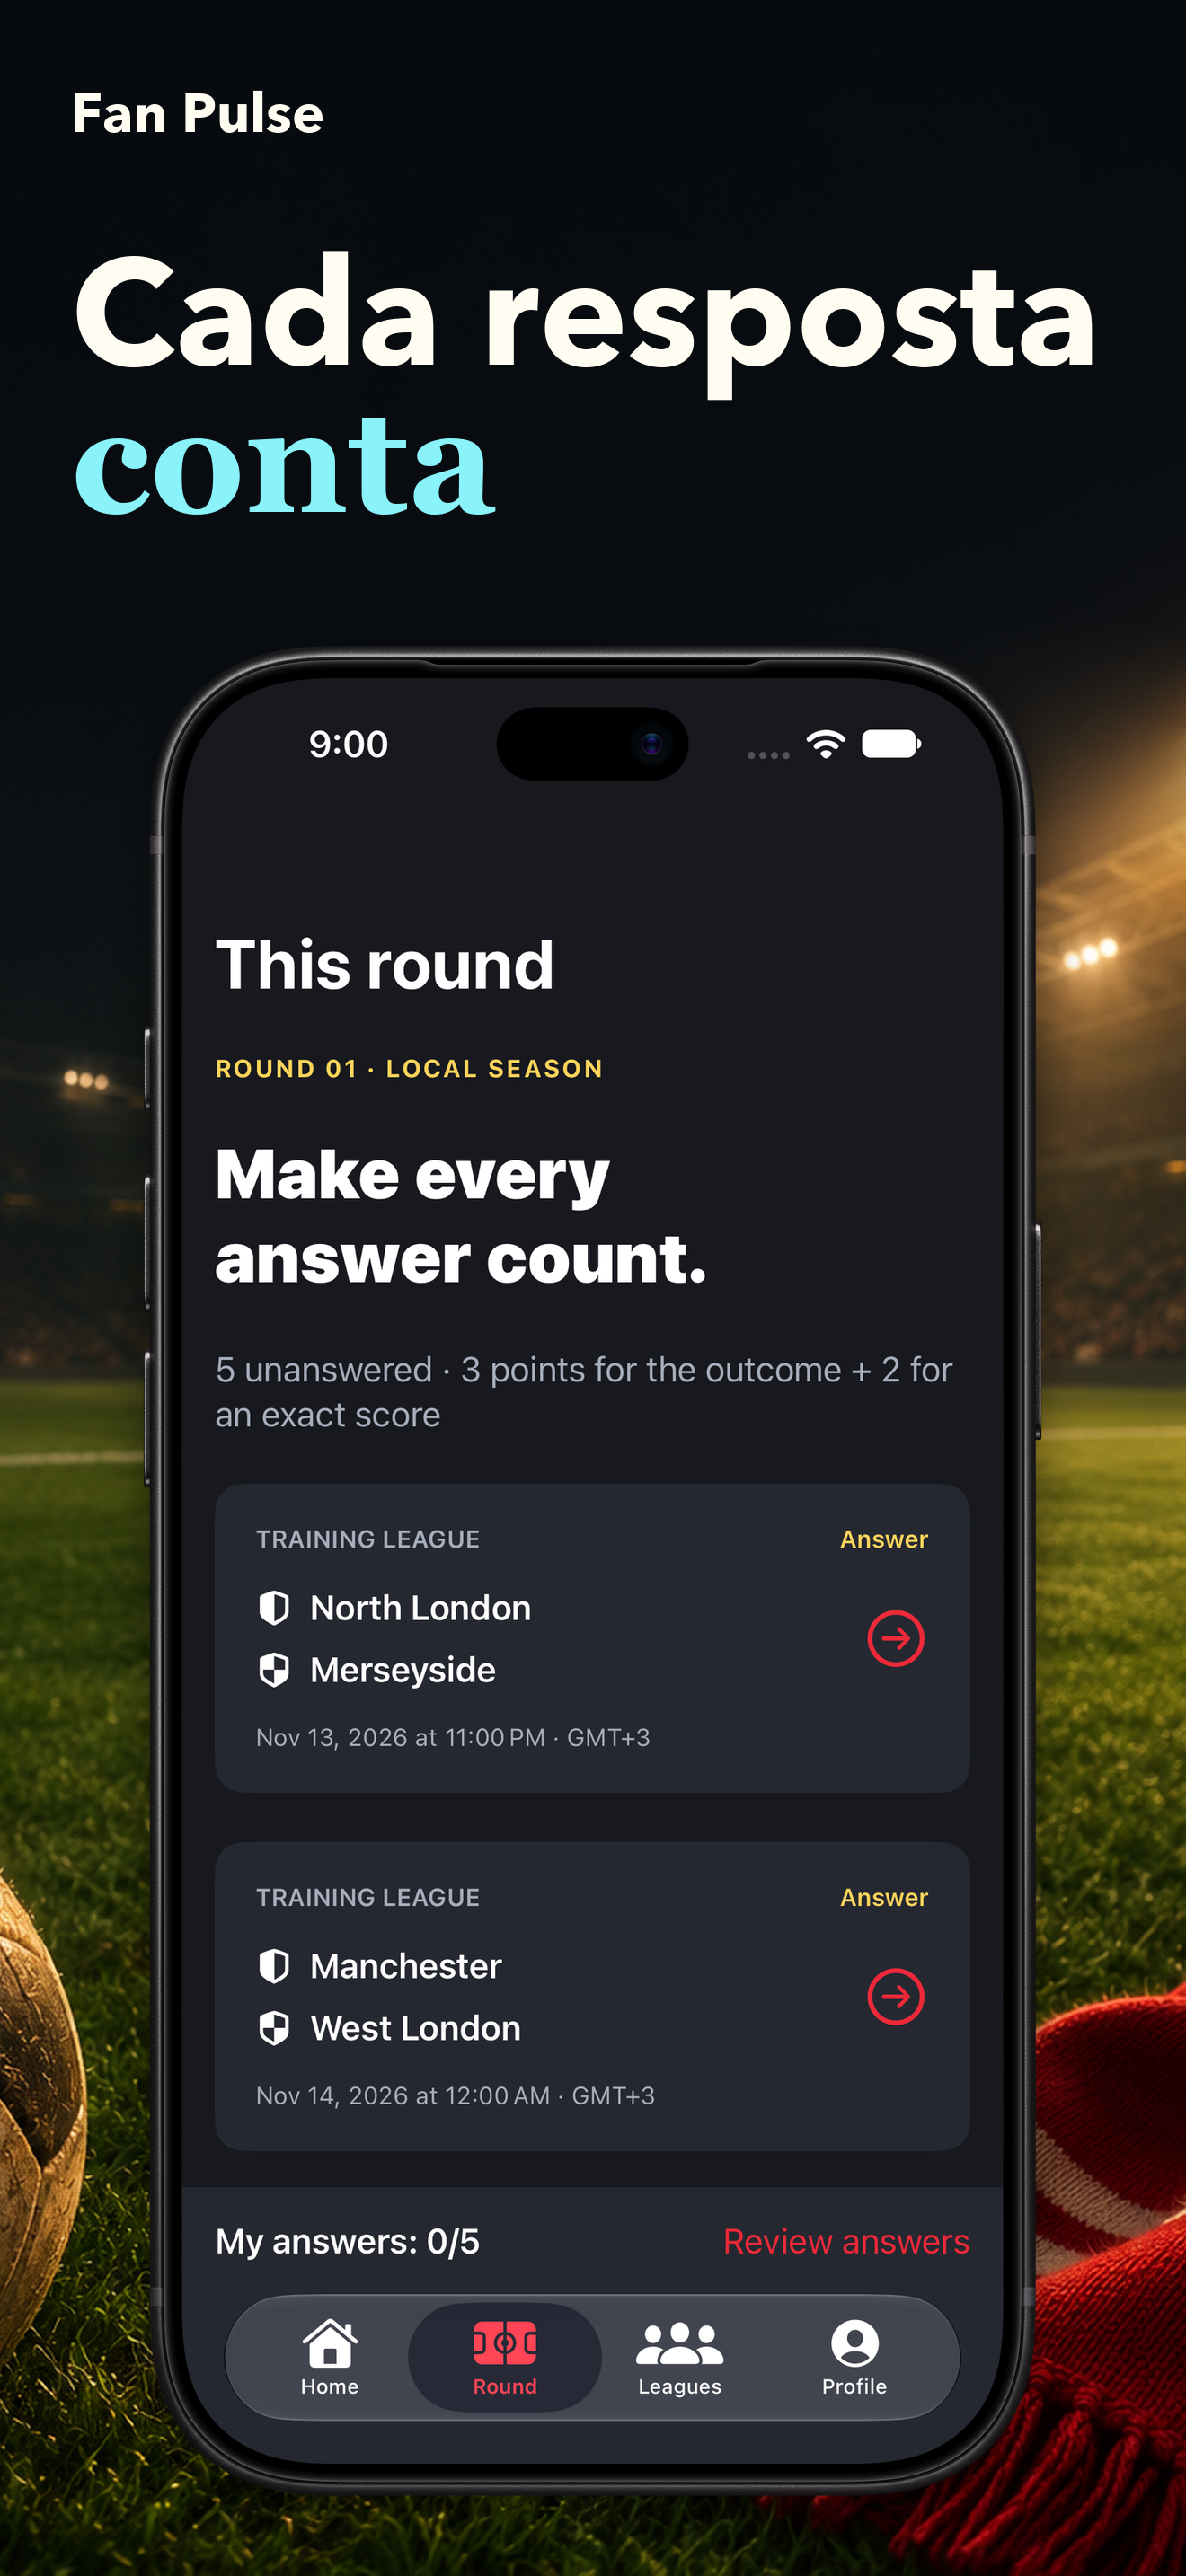 Fan Pulse
Cada resposta
conta
9:00
This round
ROUND 01 · LOCAL SEASON
Make every
answer count.
5 unanswered · 3 points for the outcome + 2 for
an exact score
TRAINING LEAGUE
Answer
North London
Merseyside
Nov 13, 2026 at 11:00 PM · GMT+3
TRAINING LEAGUE
Answer
Manchester
West London
Nov 14, 2026 at 12:00 AM · GMT+3
My answers: 0/5
Review answers
Home
Round
Leagues
Profile